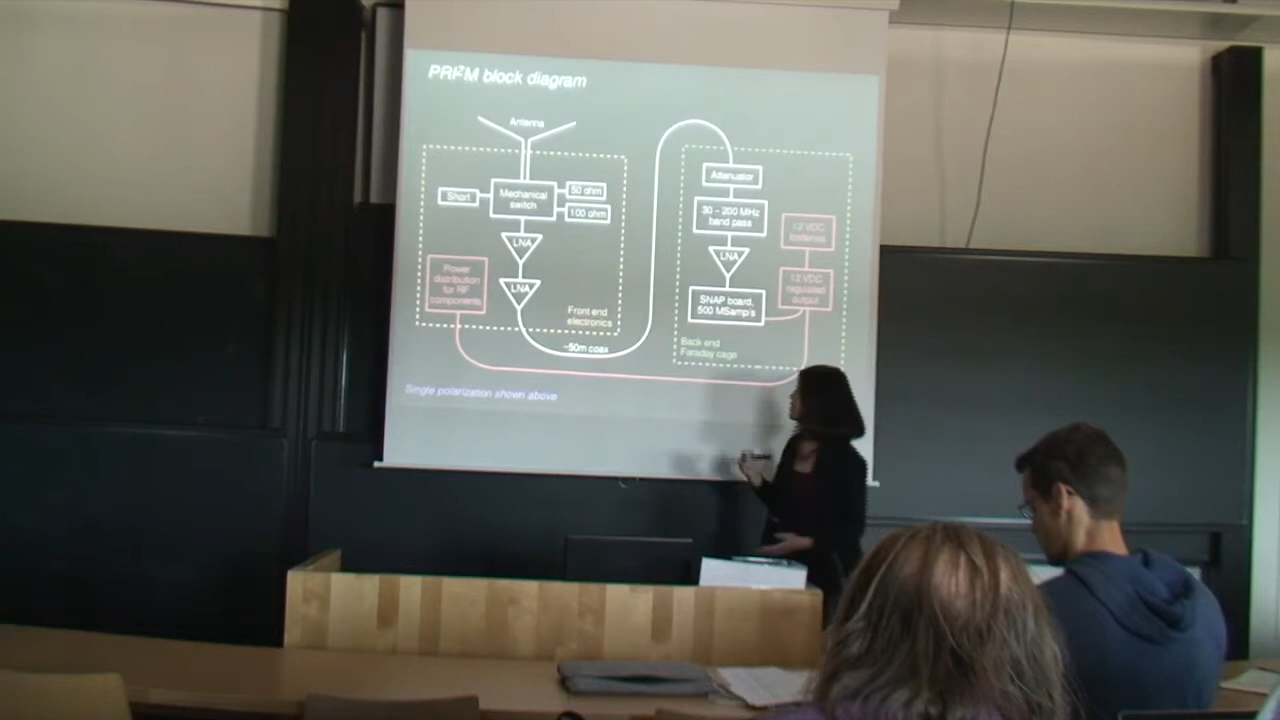 PRIZM block diagram
Antenna
Short
Mechanical
switch
50 ohm
100 ohm
LNA
LNA
Power
distribution
for RF
components
Front end
electronics
~50m coax
Attenuator
30 – 200 MHz
band pass
LNA
SNAP board,
500 MSamp/s
12 VDC
batteries
12 VDC
regulated
output
Back end
Faraday cage
Single polarization shown above